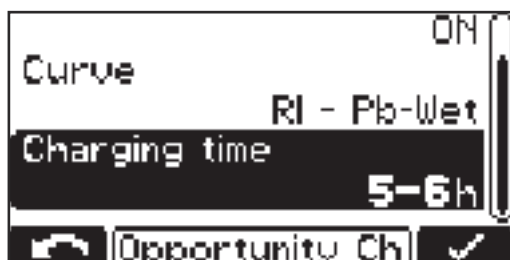 ON
Curve
RI - Pb-Wet
Charging time
5-6h
Opportunity Ch